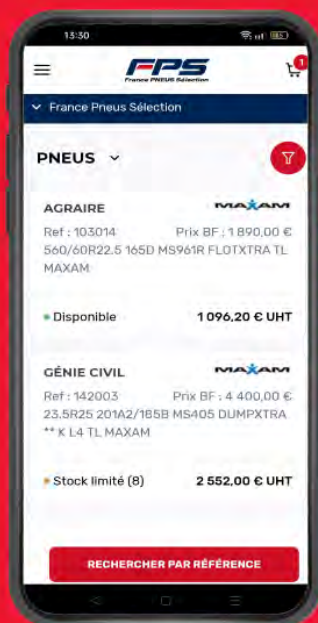 13:30
FPS
France PNEUS Sélection
1
France Pneus Sélection
PNEUS
AGRAIRE
MAXAM
Ref : 103014 Prix BF : 1 890,00 €
560/60R22.5 165D MS961R FLOTXTRA TL
MAXAM
Disponible 1 096,20 € UHT
GÉNIE CIVIL
MAXAM
Ref : 142003 Prix BF : 4 400,00 €
23.5R25 201A2/185B MS405 DUMPXTRA
** K L4 TL MAXAM
Stock limité (8) 2 552,00 € UHT
RECHERCHER PAR RÉFÉRENCE